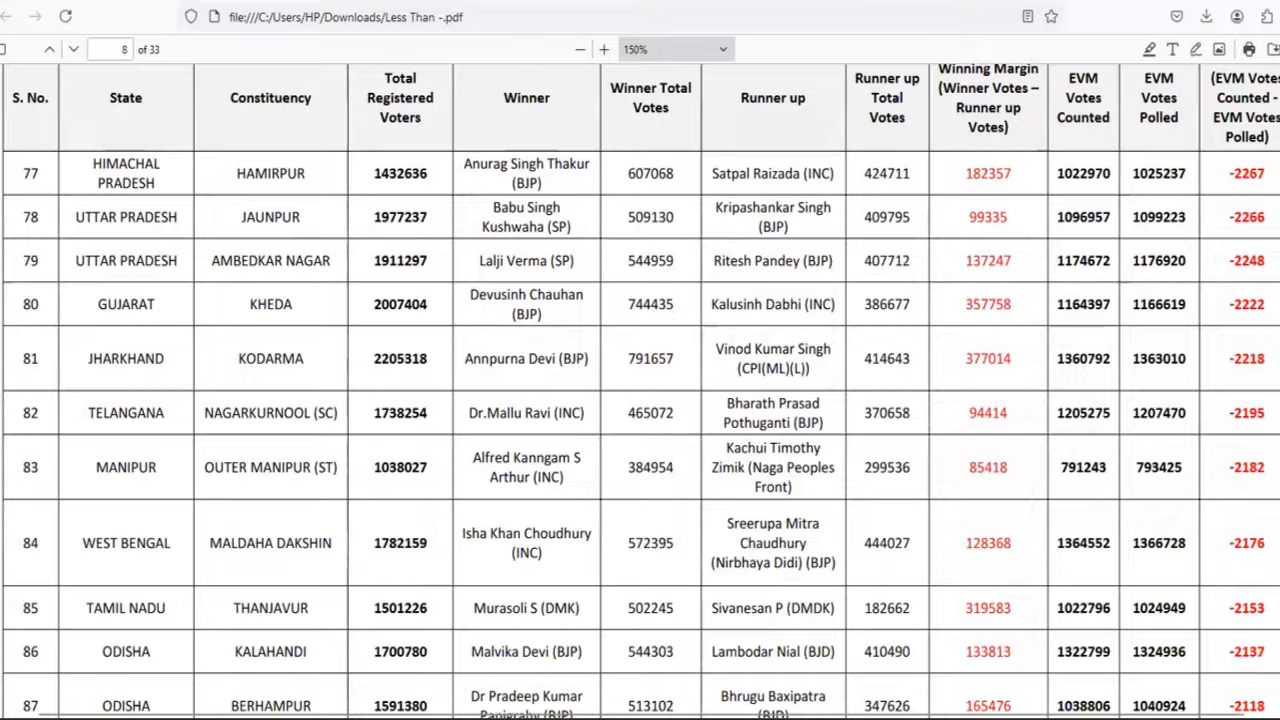 file:///C:/Users/HP/Downloads/Less Than -.pdf
8 of 33
150%
S. No. State Constituency Total Registered Voters Winner Winner Total Votes Runner up Runner up Total Votes Winning Margin (Winner Votes – Runner up Votes) EVM Votes Counted EVM Votes Polled (EVM Votes Counted - EVM Votes Polled)
77 HIMACHAL PRADESH HAMIRPUR 1432636 Anurag Singh Thakur (BJP) 607068 Satpal Raizada (INC) 424711 182357 1022970 1025237 -2267
78 UTTAR PRADESH JAUNPUR 1977237 Babu Singh Kushwaha (SP) 509130 Kripashankar Singh (BJP) 409795 99335 1096957 1099223 -2266
79 UTTAR PRADESH AMBEDKAR NAGAR 1911297 Lalji Verma (SP) 544959 Ritesh Pandey (BJP) 407712 137247 1174672 1176920 -2248
80 GUJARAT KHEDA 2007404 Devusinh Chauhan (BJP) 744435 Kalusinh Dabhi (INC) 386677 357758 1164397 1166619 -2222
81 JHARKHAND KODARMA 2205318 Annpurna Devi (BJP) 791657 Vinod Kumar Singh (CPI(ML)(L)) 414643 377014 1360792 1363010 -2218
82 TELANGANA NAGARKURNOOL (SC) 1738254 Dr.Mallu Ravi (INC) 465072 Bharath Prasad Pothuganti (BJP) 370658 94414 1205275 1207470 -2195
83 MANIPUR OUTER MANIPUR (ST) 1038027 Alfred Kanngam S Arthur (INC) 384954 Kachui Timothy Zimik (Naga Peoples Front) 299536 85418 791243 793425 -2182
84 WEST BENGAL MALDAHA DAKSHIN 1782159 Isha Khan Choudhury (INC) 572395 Sreerupa Mitra Chaudhury (Nirbhaya Didi) (BJP) 444027 128368 1364552 1366728 -2176
85 TAMIL NADU THANJAVUR 1501226 Murasoli S (DMK) 502245 Sivanesan P (DMDK) 182662 319583 1022796 1024949 -2153
86 ODISHA KALAHANDI 1700780 Malvika Devi (BJP) 544303 Lambodar Nial (BJD) 410490 133813 1322799 1324936 -2137
87 ODISHA BERHAMPUR 1591380 Dr Pradeep Kumar Panigrahy (BJP) 513102 Bhrugu Baxipatra (BJD) 347626 165476 1038806 1040924 -2118